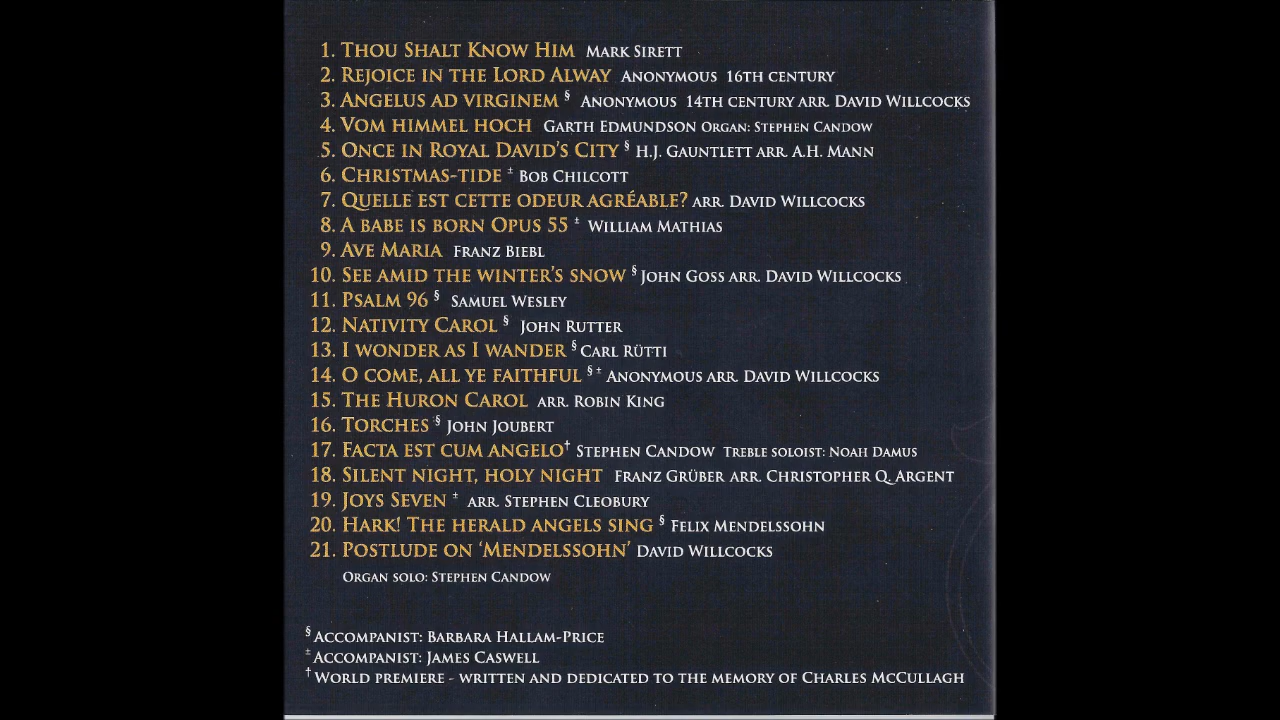 1. Thou Shalt Know Him Mark Sirett
2. Rejoice in the Lord Alway Anonymous 16th century
3. Angelus ad virginem § Anonymous 14th century arr. David Willcocks
4. Vom himmel hoch Garth Edmundson Organ: Stephen Candow
5. Once in Royal David's City § H.J. Gauntlett arr. A.H. Mann
6. Christmas-tide ± Bob Chilcott
7. Quelle est cette odeur agréable? arr. David Willcocks
8. A babe is born Opus 55 ± William Mathias
9. Ave Maria Franz Biebl
10. See amid the winter's snow § John Goss arr. David Willcocks
11. Psalm 96 § Samuel Wesley
12. Nativity Carol § John Rutter
13. I wonder as I wander § Carl Rütti
14. O come, all ye faithful § ± Anonymous arr. David Willcocks
15. The Huron Carol arr. Robin King
16. Torches § John Joubert
17. Facta est cum angelo† Stephen Candow Treble soloist: Noah Damus
18. Silent night, holy night Franz Grüber arr. Christopher Q. Argent
19. Joys Seven ± arr. Stephen Cleobury
20. Hark! The herald angels sing § Felix Mendelssohn
21. Postlude on 'Mendelssohn' David Willcocks
Organ solo: Stephen Candow
§ Accompanist: Barbara Hallam-Price
± Accompanist: James Caswell
† World premiere - written and dedicated to the memory of Charles McCullagh